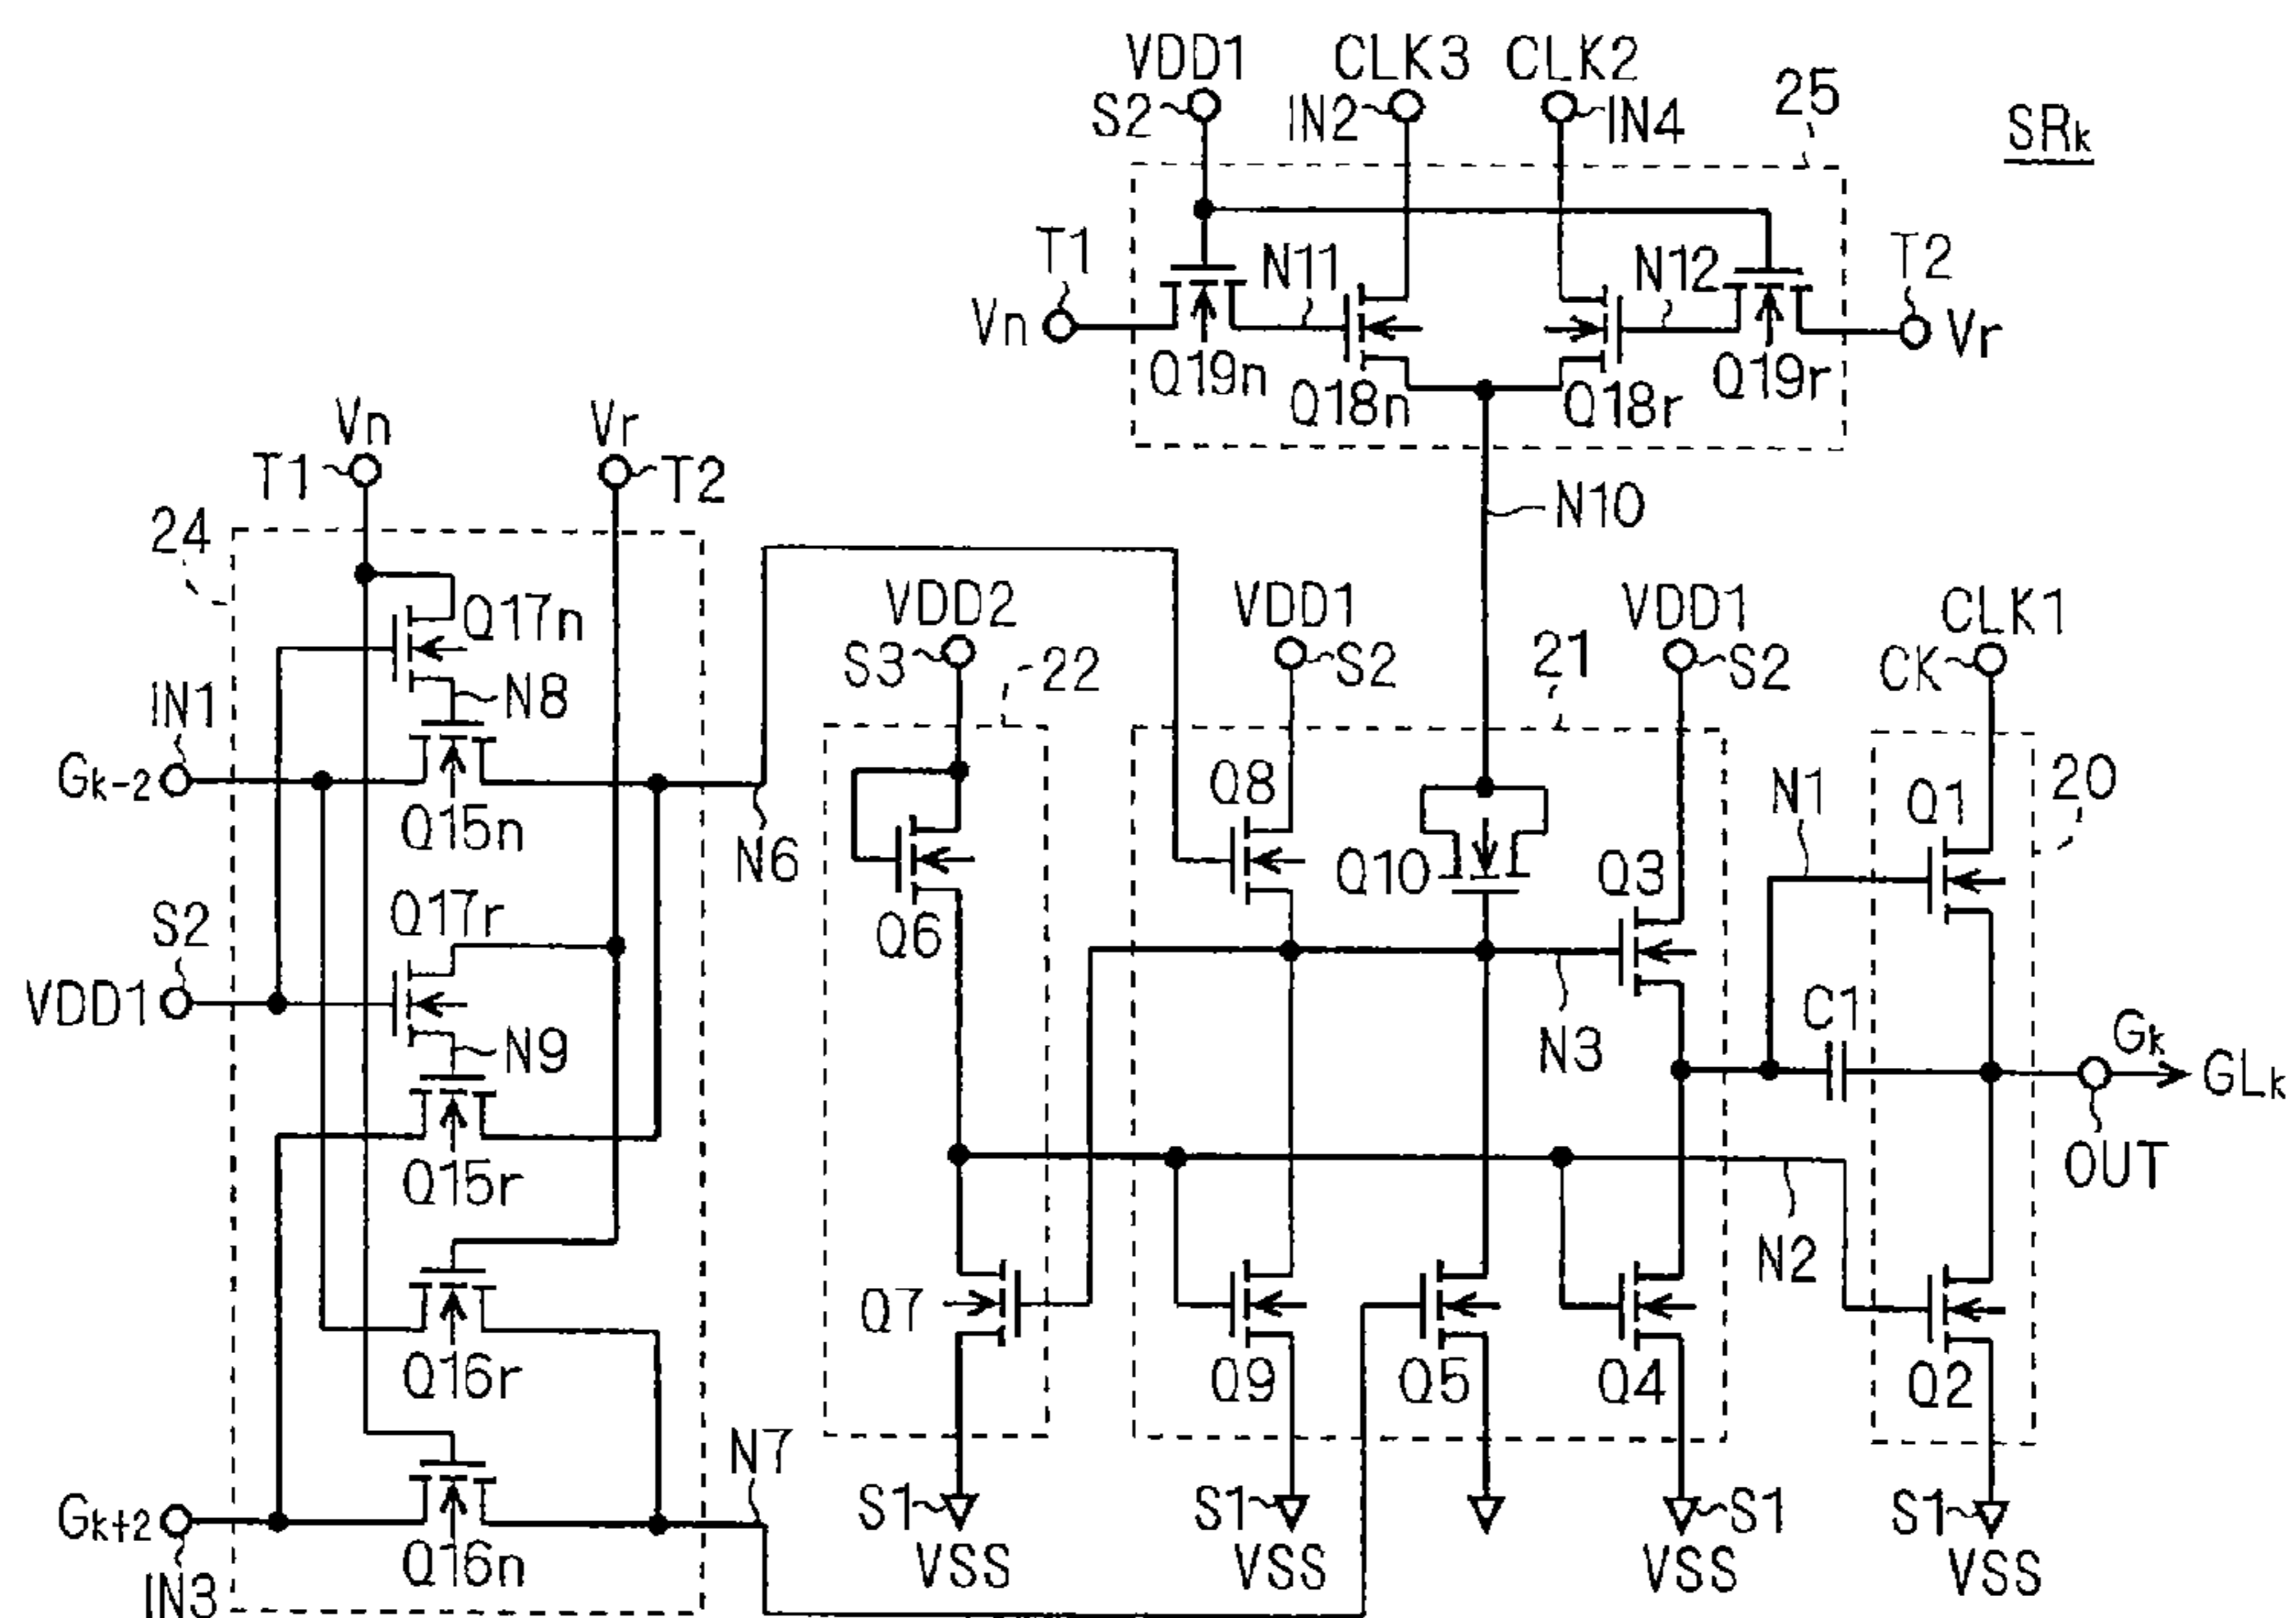 VDD1 CLK3 CLK2
S2 IN2 IN4 25 SRk
T1 N11 N12 T2
Vn Vr
Q19n Q18n Q18r Q19r
Vn Vr
T1 T2
24 N10
Q17n VDD2 VDD1 VDD1 CLK1
S3 22 S2 21 S2 CK
IN1 N8
Gk-2 Q8 N1 Q1 20
Q15n N6 Q10 Q3
S2 Q17r Q6
VDD1 N9 N3 C1 Gk
GLk
Q15r OUT
N2
Q7
Q16r Q9 Q5 Q4 Q2
N7
Gk+2 S1 S1 S1 S1
IN3 Q16n VSS VSS VSS VSS